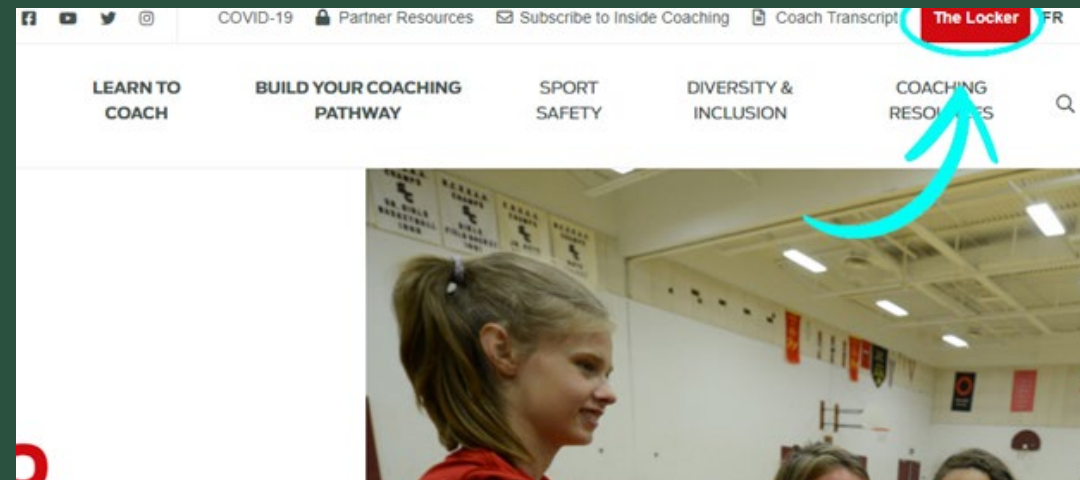 COVID-19 Partner Resources Subscribe to Inside Coaching Coach Transcript The Locker FR
LEARN TO
COACH
BUILD YOUR COACHING
PATHWAY
SPORT
SAFETY
DIVERSITY &
INCLUSION
COACHING
RESOURCES